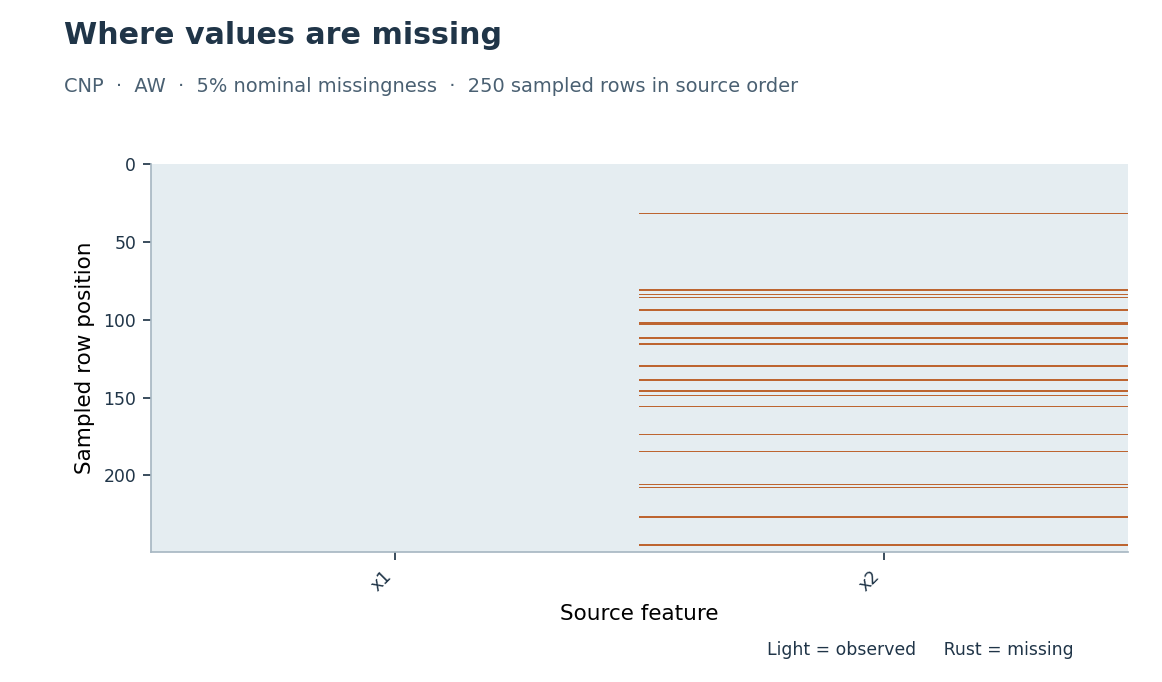 Where values are missing
CNP · AW · 5% nominal missingness · 250 sampled rows in source order
0
50
100
150
200
Sampled row position
x1
x2
Source feature
Light = observed Rust = missing